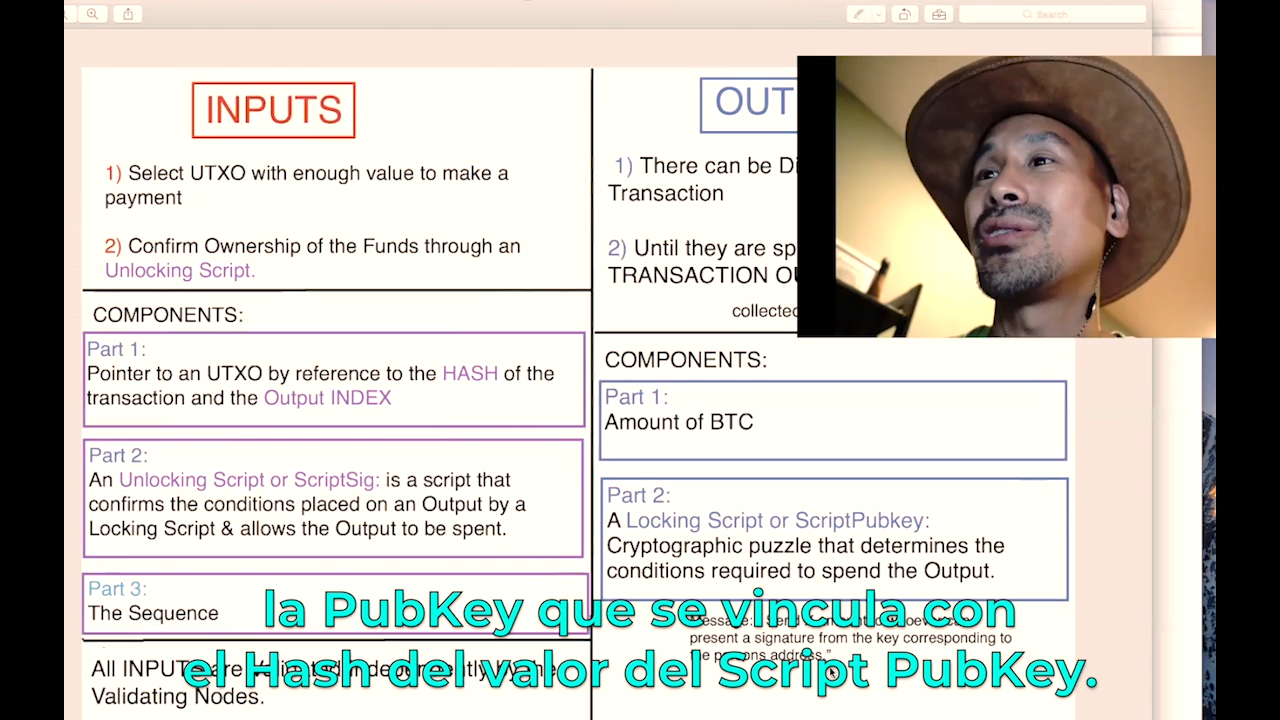 Search
INPUTS
1) Select UTXO with enough value to make a
payment
2) Confirm Ownership of the Funds through an
Unlocking Script.
COMPONENTS:
Part 1:
Pointer to an UTXO by reference to the HASH of the
transaction and the Output INDEX
Part 2:
An Unlocking Script or ScriptSig: is a script that
confirms the conditions placed on an Output by a
Locking Script & allows the Output to be spent.
Part 3:
The Sequence
All INPUTs are
Validating Nodes.
OUT
1) There can be
Transaction
2) Until they are
TRANSACTION
collected
COMPONENTS:
Part 1:
Amount of BTC
Part 2:
A Locking Script or ScriptPubkey:
Cryptographic puzzle that determines the
conditions required to spend the Output.
present a signature from the key corresponding to
address."
la PubKey que se vincula con
el Hash del valor del Script PubKey.